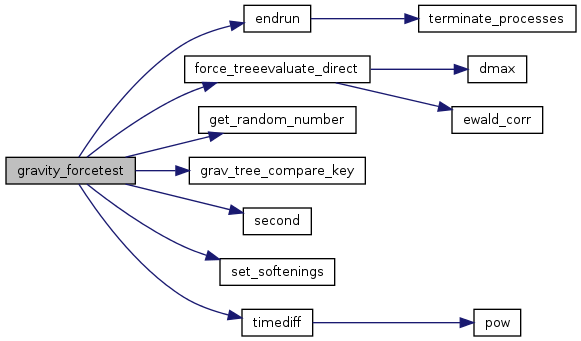 endrun
terminate_processes
force_treeevaluate_direct
dmax
ewald_corr
get_random_number
gravity_forcetest
grav_tree_compare_key
second
set_softenings
timediff
pow